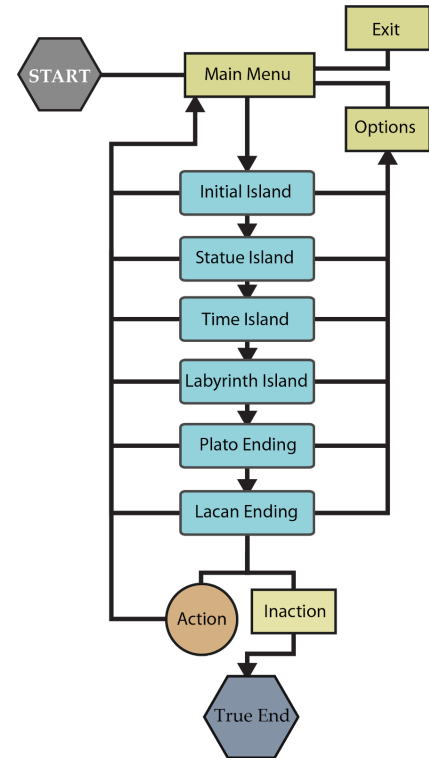 Exit
START
Main Menu
Options
Initial Island
Statue Island
Time Island
Labyrinth Island
Plato Ending
Lacan Ending
Action
Inaction
True End